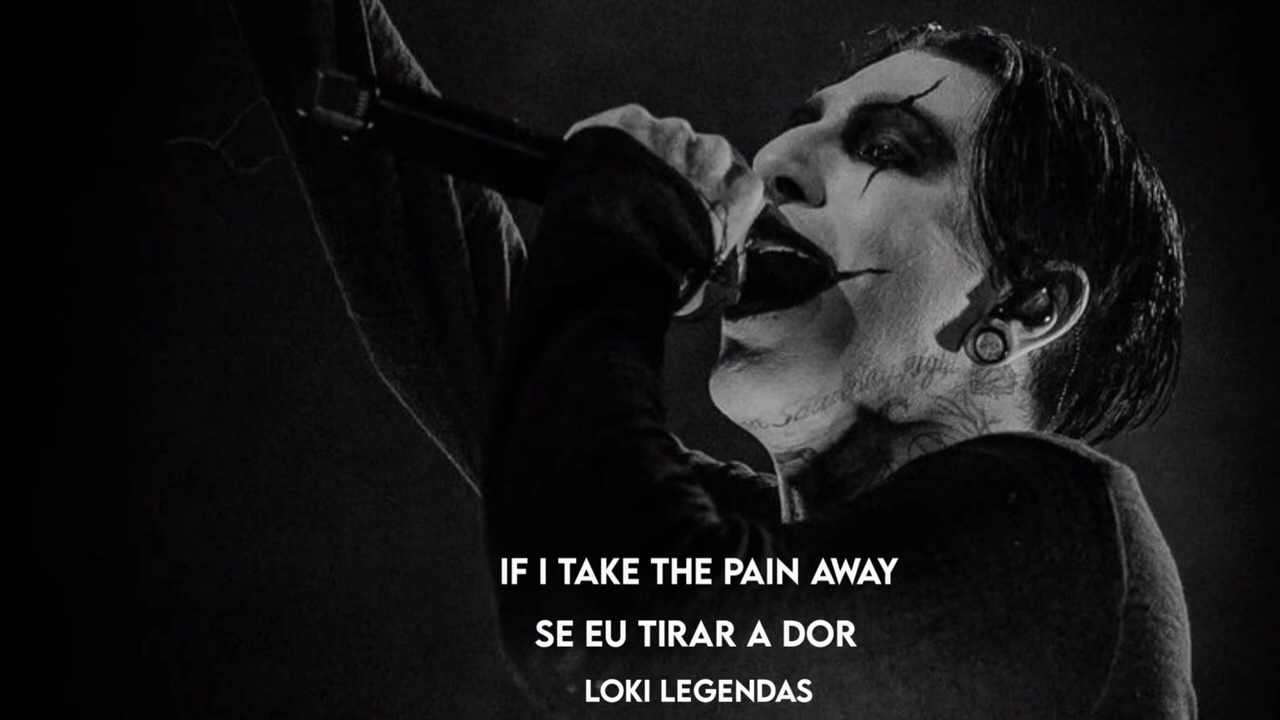 IF I TAKE THE PAIN AWAY
SE EU TIRAR A DOR
LOKI LEGENDAS